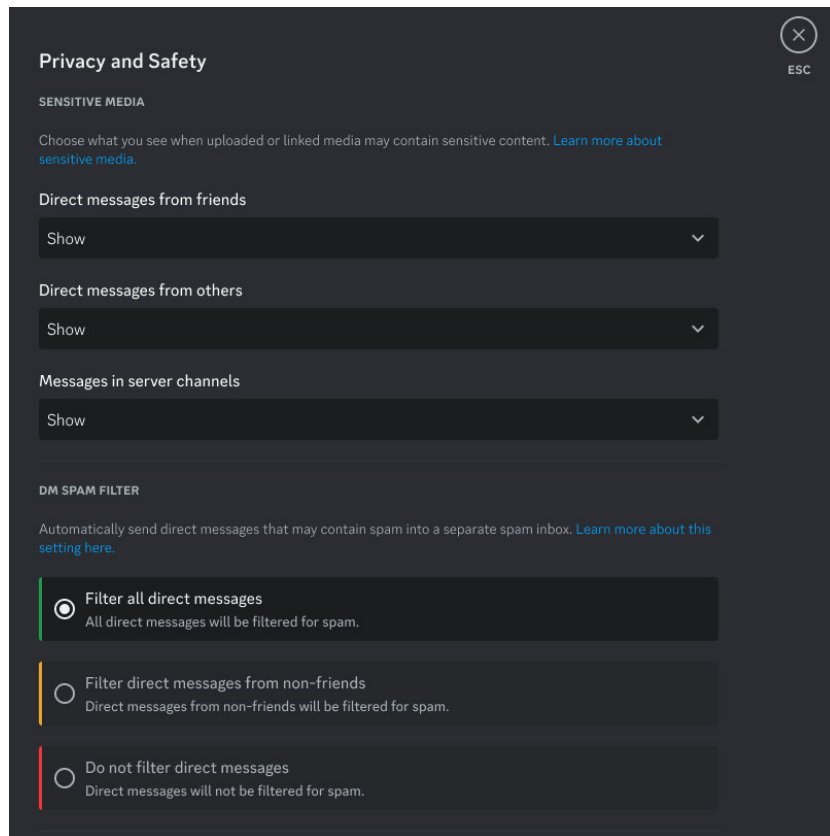 Privacy and Safety
ESC
SENSITIVE MEDIA
Choose what you see when uploaded or linked media may contain sensitive content. Learn more about
sensitive media.
Direct messages from friends
Show
Direct messages from others
Show
Messages in server channels
Show
DM SPAM FILTER
Automatically send direct messages that may contain spam into a separate spam inbox. Learn more about this
setting here.
Filter all direct messages
All direct messages will be filtered for spam.
Filter direct messages from non-friends
Direct messages from non-friends will be filtered for spam.
Do not filter direct messages
Direct messages will not be filtered for spam.